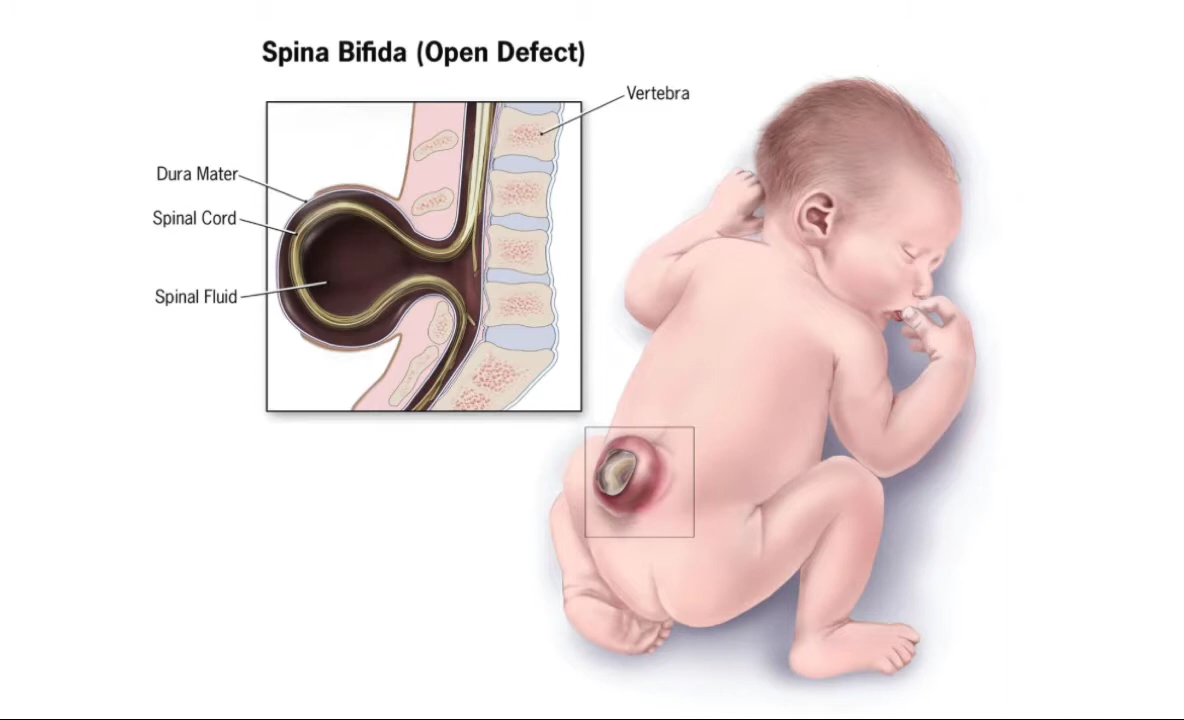 Spina Bifida (Open Defect)
Vertebra
Dura Mater
Spinal Cord
Spinal Fluid